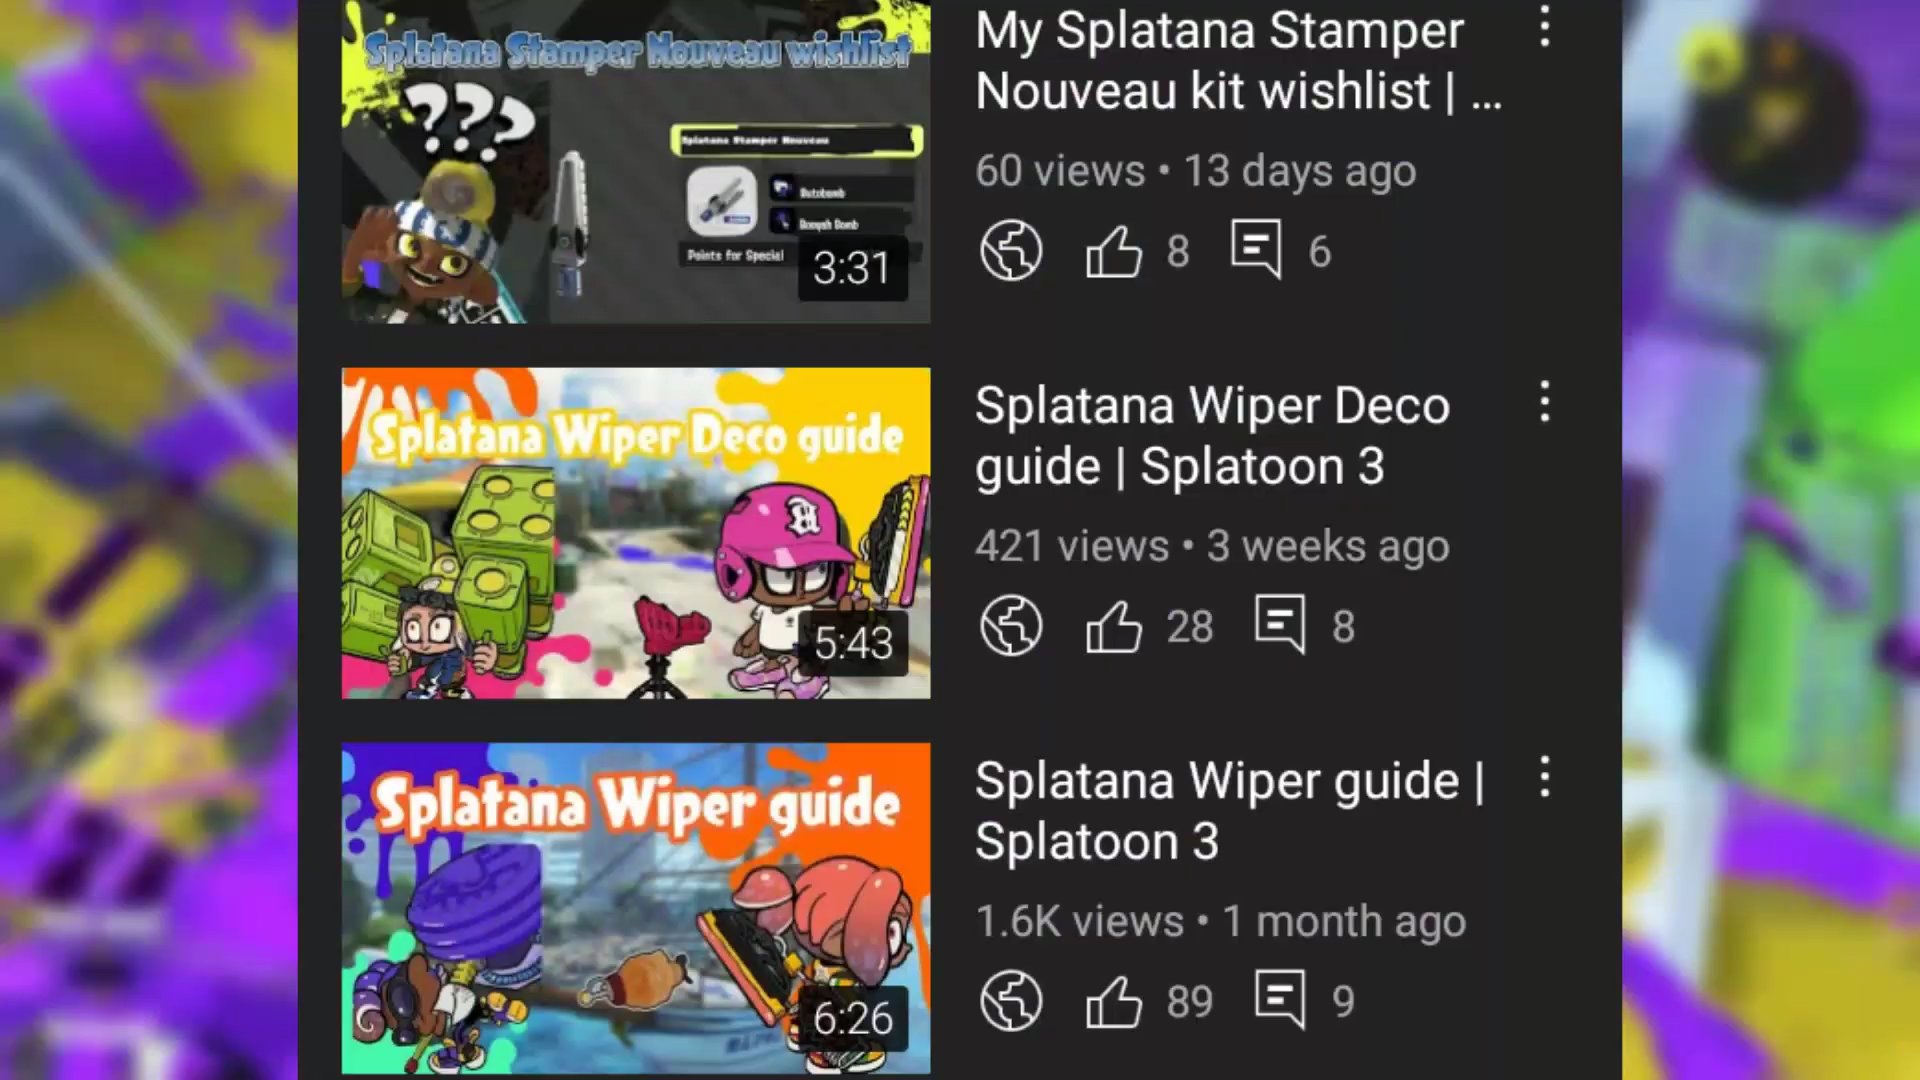 Splatana Stamper Nouveau wishlist
???
Splatana Stamper Nouveau
Points for Special
3:31
My Splatana Stamper
Nouveau kit wishlist | ...
60 views • 13 days ago
8
6
Splatana Wiper Deco guide
5:43
Splatana Wiper Deco
guide | Splatoon 3
421 views • 3 weeks ago
28
8
Splatana Wiper guide
6:26
Splatana Wiper guide |
Splatoon 3
1.6K views • 1 month ago
89
9